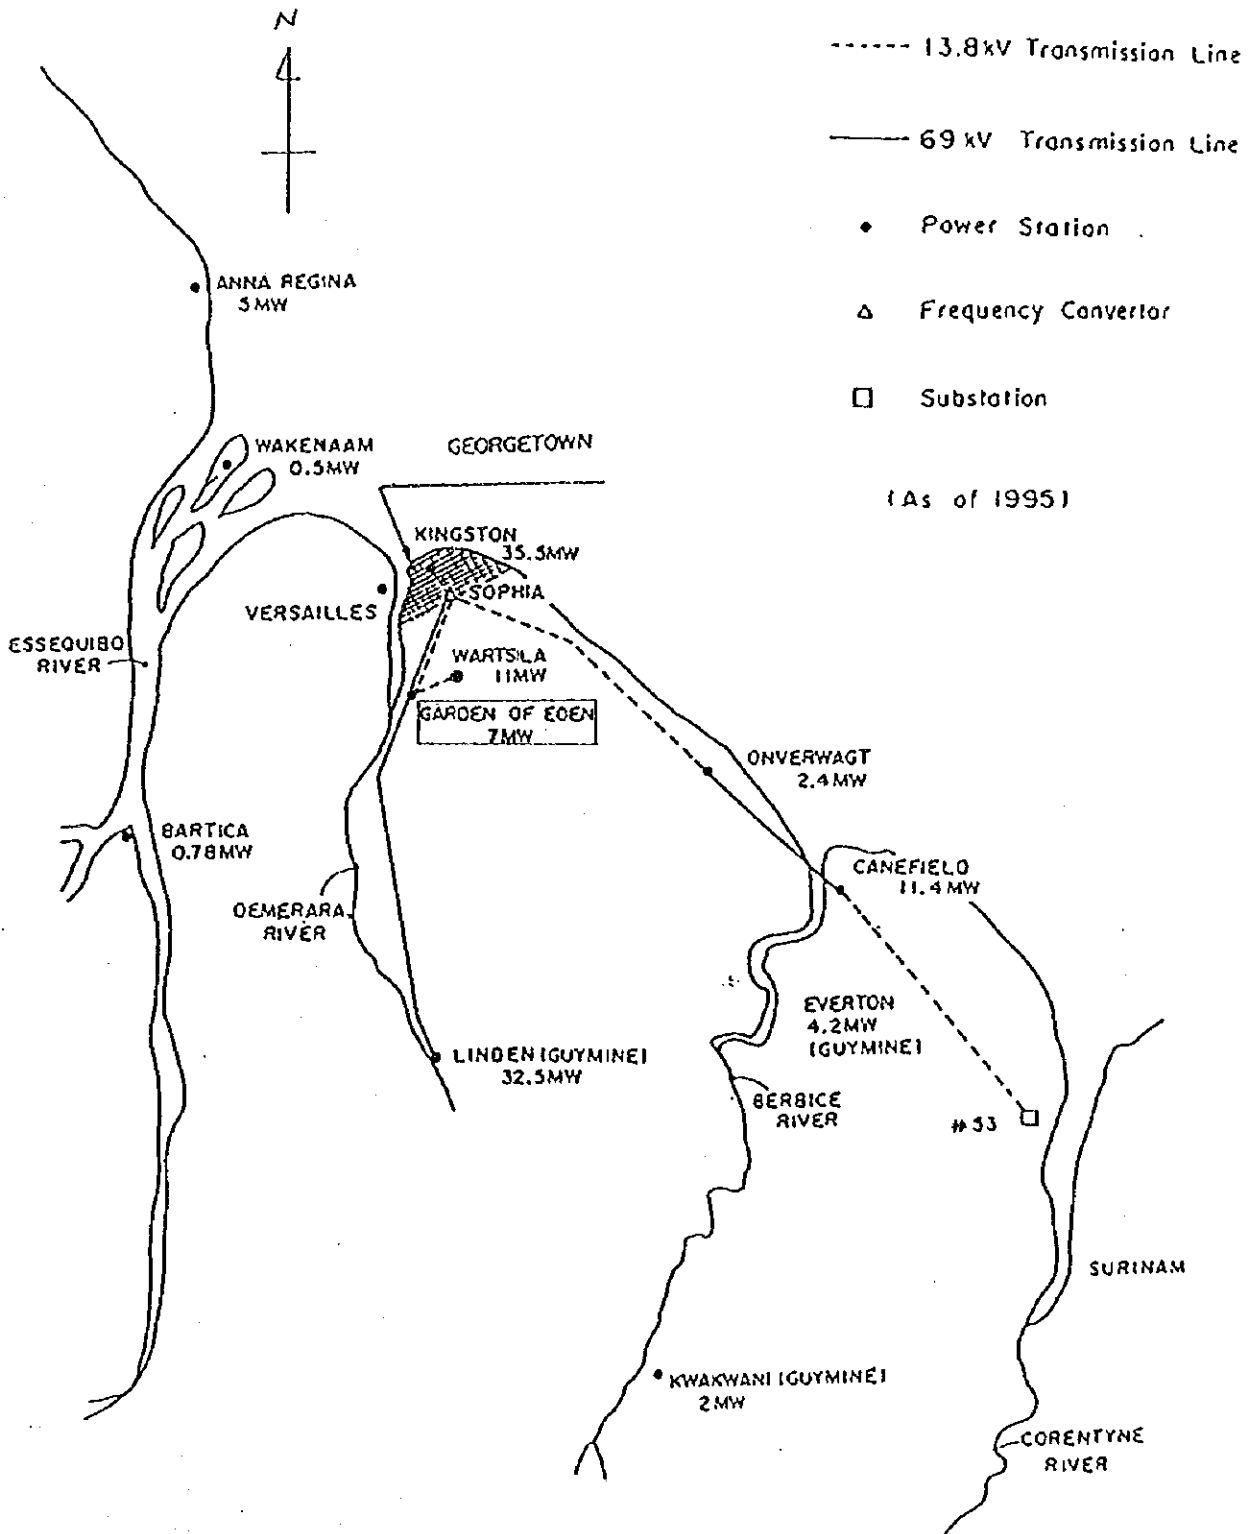 N
------ 13.8kV Transmission Line
69 kV Transmission Line
Power Station
Frequency Convertor
Substation
(As of 1995)
ANNA REGINA
5MW
WAKENAAM
0.5MW
GEORGETOWN
KINGSTON
35.5MW
SOPHIA
VERSAILLES
ESSEQUIBO
RIVER
WARTSILA
11MW
GARDEN OF EDEN
7MW
ONVERWAGT
2.4MW
BARTICA
0.78MW
CANEFIELD
11.4MW
DEMERARA
RIVER
EVERTON
4.2MW
(GUYMINE)
LINDEN (GUYMINE)
32.5MW
BERBICE
RIVER
#53
SURINAM
KWAKWANI (GUYMINE)
2MW
CORENTYNE
RIVER